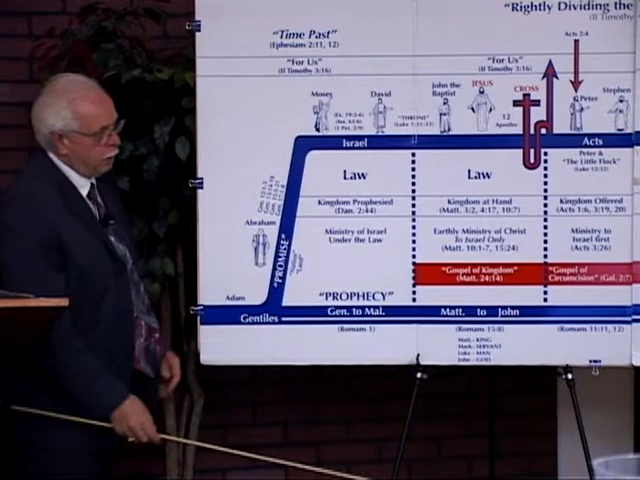 "Rightly Dividing the
(II Timothy
"Time Past"
(Ephesians 2:11, 12)
"For Us"
(II Timothy 3:16)
"For Us"
(II Timothy 3:16)
Acts 2:4
Moses
David
"THRONE"
(Luke 1:31-33)
John the
Baptist
JESUS
12
Apostles
CROSS
Peter
Stephen
Israel
Acts
Law
Law
Peter &
"The Little Flock"
(Luke 12:32)
Kingdom Prophesied
(Dan. 2:44)
Kingdom at Hand
(Matt. 3:2, 4:17, 10:7)
Kingdom Offered
(Acts 1:6, 3:19, 20)
Abraham
"PROMISE"
Ministry of Israel
Under the Law
Earthly Ministry of Christ
To Israel Only
(Matt. 10:1-7, 15:24)
Ministry to
Israel first
(Acts 3:26)
"Gospel of Kingdom"
(Matt. 24:14)
"Gospel of
Circumcision" (Gal. 2:7)
Adam
"PROPHECY"
Gentiles
Gen. to Mal.
Matt. to John
(Romans 1)
(Romans 15:8)
(Romans 11:11, 12)
Matt.- KING
Mark- SERVANT
Luke - MAN
John - GOD